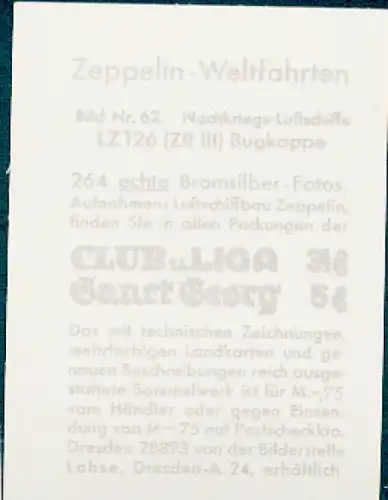 Zeppelin-Weltfahrten
Bild Nr. 62. Nachkriegs-Luftschiffe
LZ 126 (ZR III) Bugkappe
264 echte Bromsilber-Fotos.
Aufnahmen: Luftschiffbau Zeppelin,
finden Sie in allen Packungen der
CLUB u. LIGA
Sanct Georg 5₰
Das mit technischen Zeichnungen,
mehrfarbigen Landkarten und ge-
nauen Beschreibungen reich ausge-
stattete Sammelwerk ist für M.-,75
vom Händler oder gegen Einsen-
dung von M.-.75 auf Postscheckkto.
Dresden 28893 von der Bilderstelle
Lohse, Dresden-A. 24, erhältlich.